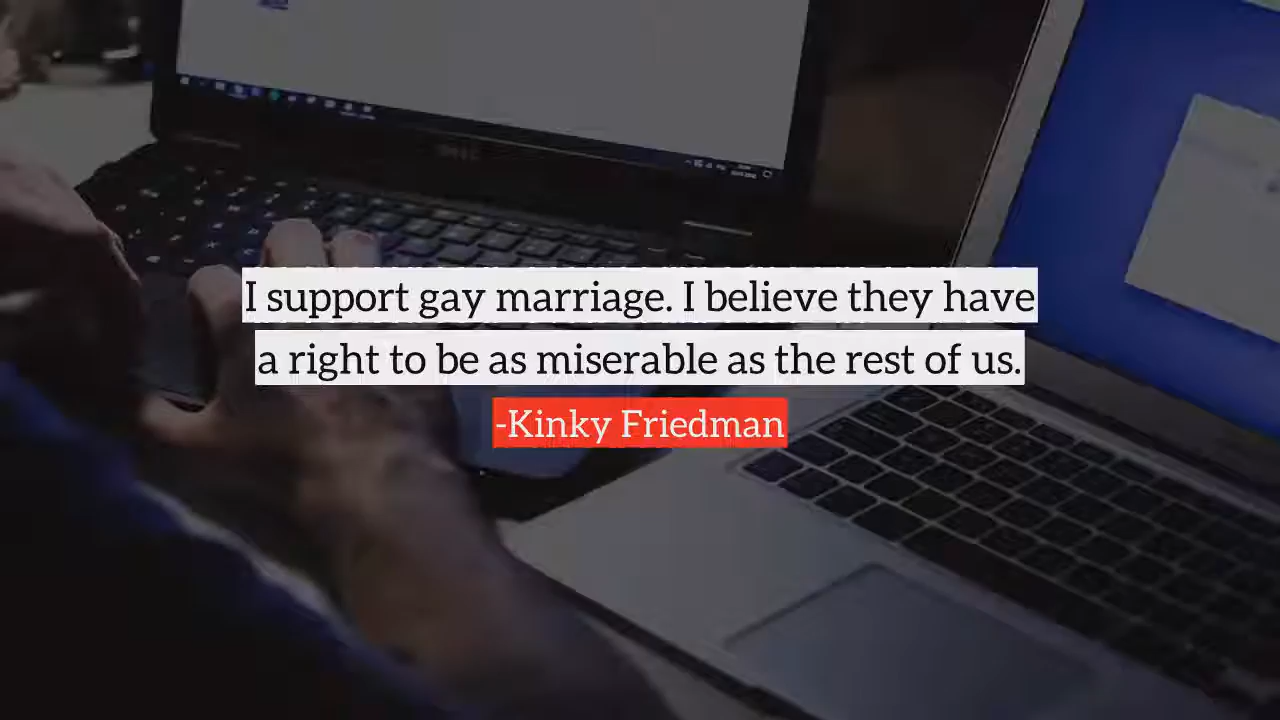 I support gay marriage. I believe they have
a right to be as miserable as the rest of us.
-Kinky Friedman